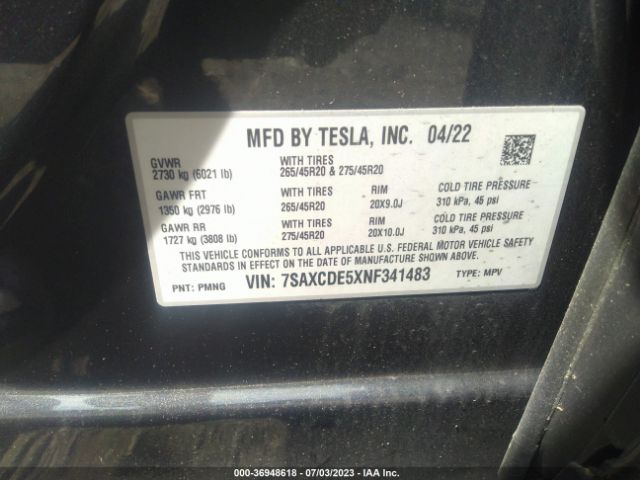 MFD BY TESLA, INC. 04/22
GVWR
2730 kg (6021 lb)
WITH TIRES
265/45R20 & 275/45R20
GAWR FRT
1350 kg (2976 lb)
WITH TIRES
265/45R20
RIM
20X9.0J
COLD TIRE PRESSURE
310 kPa, 45 psi
GAWR RR
1727 kg (3808 lb)
WITH TIRES
275/45R20
RIM
20X10.0J
COLD TIRE PRESSURE
310 kPa, 45 psi
THIS VEHICLE CONFORMS TO ALL APPLICABLE U.S. FEDERAL MOTOR VEHICLE SAFETY
STANDARDS IN EFFECT ON THE DATE OF MANUFACTURE SHOWN ABOVE.
PNT: PMNG VIN: 7SAXCDE5XNF341483 TYPE: MPV
000-36948618 - 07/03/2023 - IAA Inc.